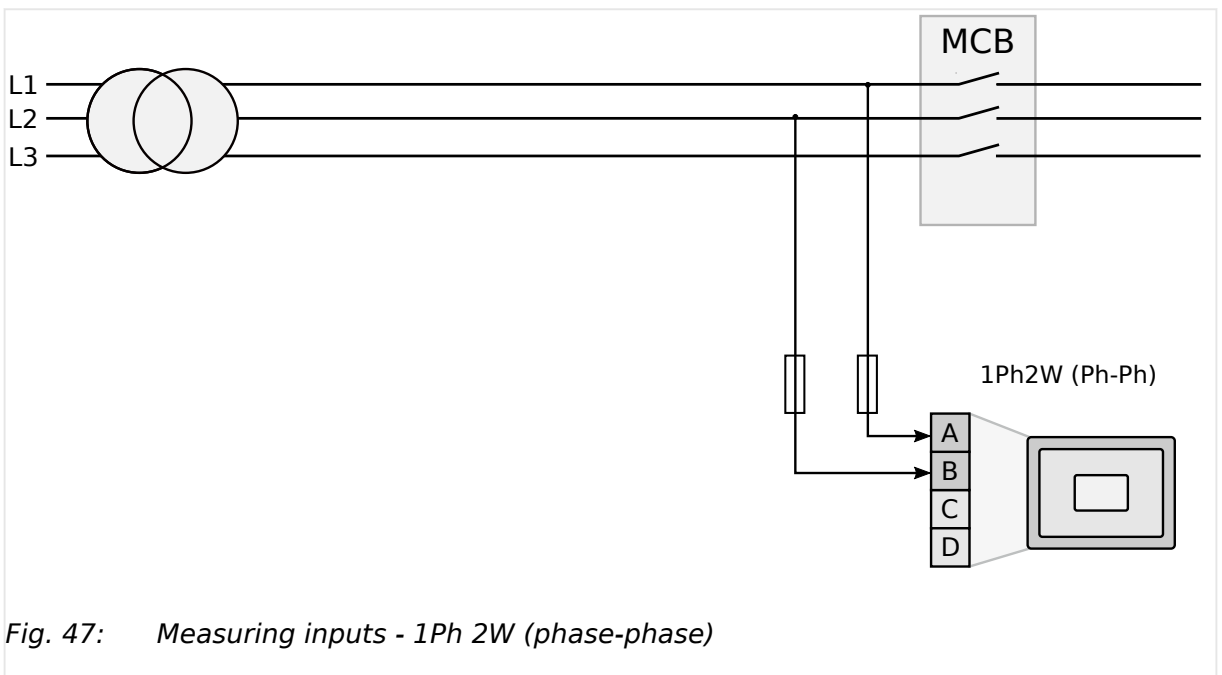 MCB
L1
L2
L3
1Ph2W (Ph-Ph)
A
B
C
D
Fig. 47: Measuring inputs - 1Ph 2W (phase-phase)